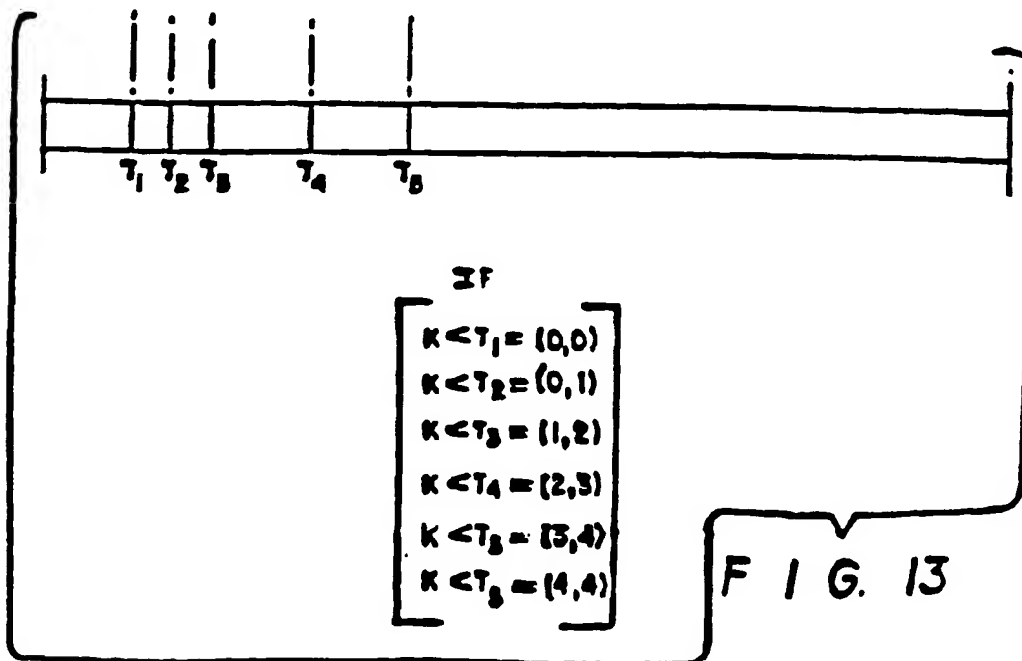 T₁ T₂ T₃ T₄ T₅
IF
K < T₁ = (0,0)
K < T₂ = (0,1)
K < T₃ = (1,2)
K < T₄ = (2,3)
K < T₅ = (3,4)
K < T₅ = (4,4)
FIG. 13